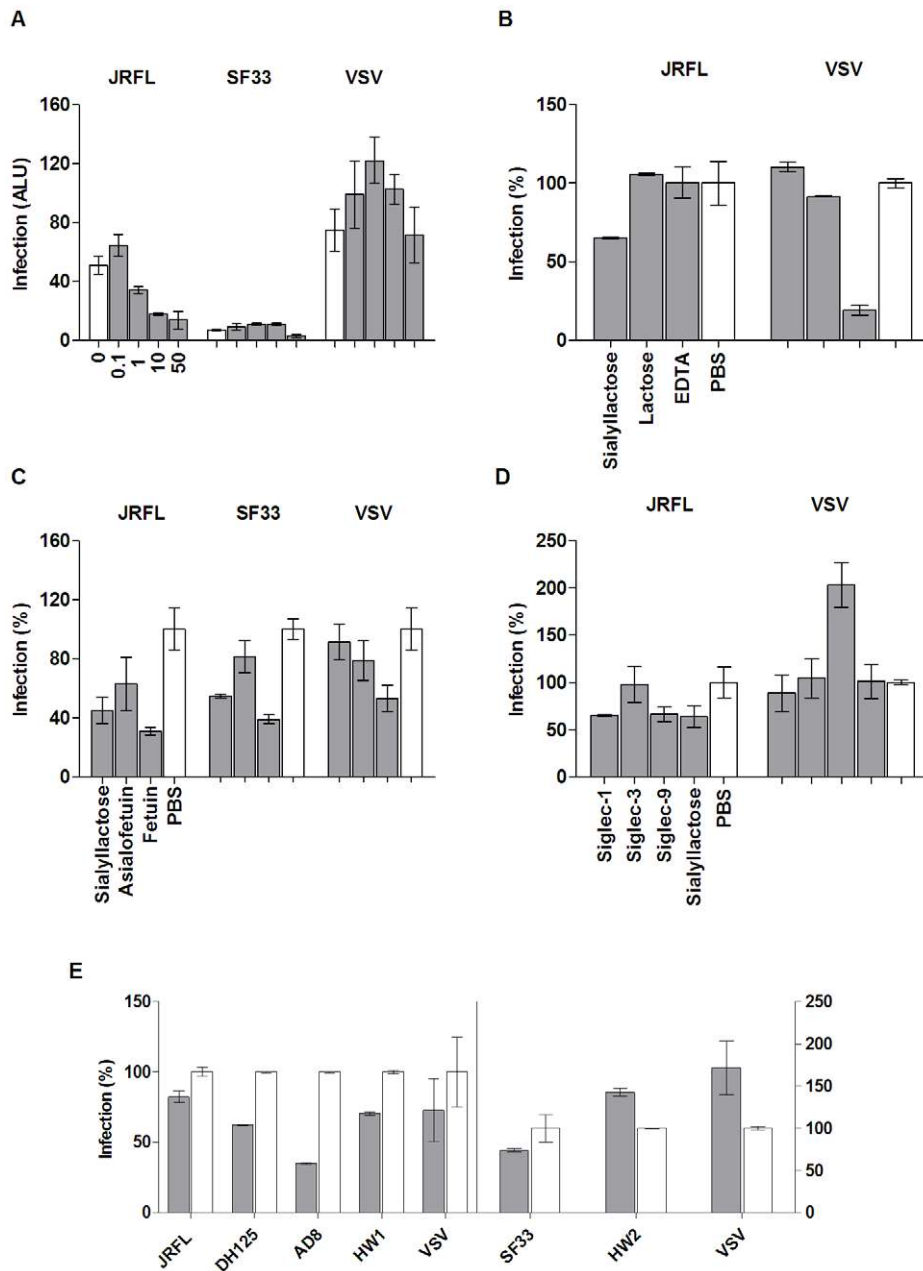 A
JRFL SF33 VSV
Infection (ALU)
160
120
80
40
0
0 0.1 1 10 50
B
JRFL VSV
Infection (%)
150
100
50
0
Sialyllactose Lactose EDTA PBS
C
JRFL SF33 VSV
Infection (%)
160
120
80
40
0
Sialyllactose Asialofetuin Fetuin PBS
D
JRFL VSV
Infection (%)
250
200
150
100
50
0
Siglec-1 Siglec-3 Siglec-9 Sialyllactose PBS
E
Infection (%)
150
100
50
0
250
200
150
100
50
0
JRFL DH125 AD8 HW1 VSV SF33 HW2 VSV